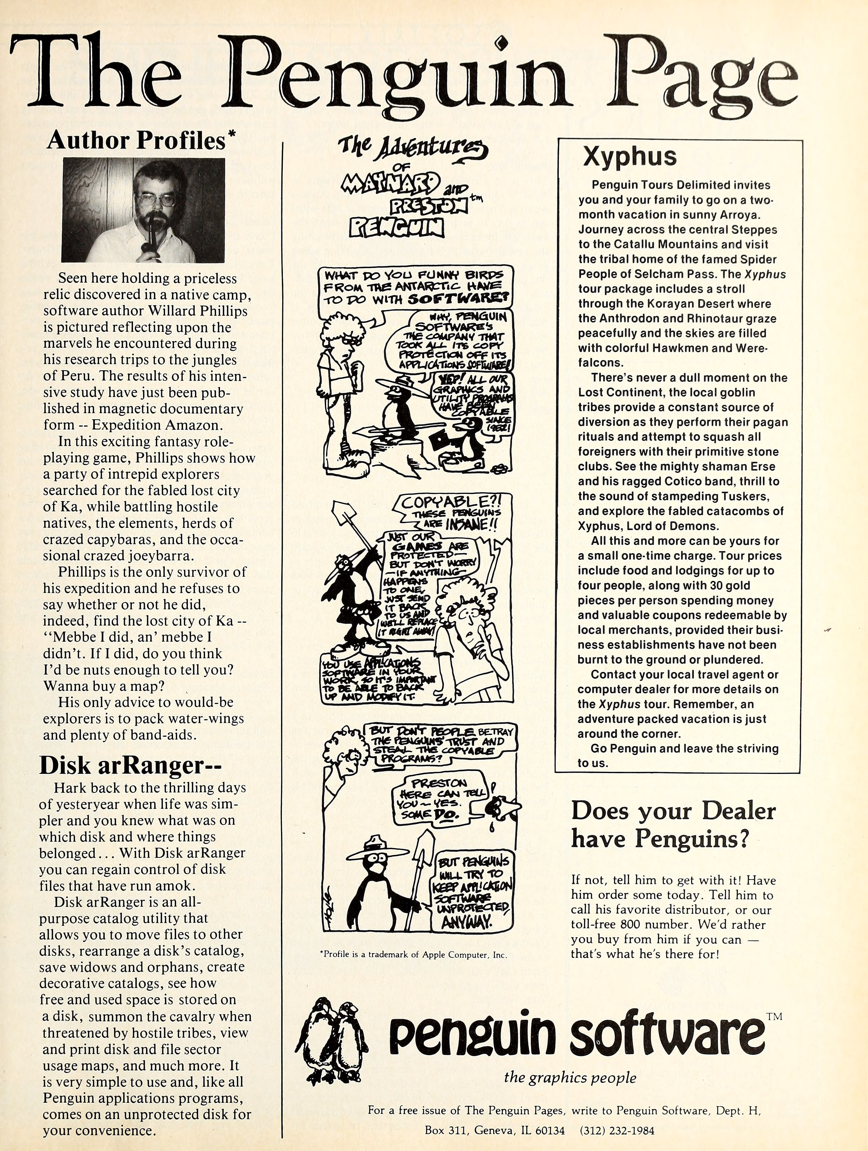 The Penguin Page
Author Profiles*
Seen here holding a priceless
relic discovered in a native camp,
software author Willard Phillips
is pictured reflecting upon the
marvels he encountered during
his research trips to the jungles
of Peru. The results of his inten-
sive study have just been pub-
lished in magnetic documentary
form -- Expedition Amazon.
In this exciting fantasy role-
playing game, Phillips shows how
a party of intrepid explorers
searched for the fabled lost city
of Ka, while battling hostile
natives, the elements, herds of
crazed capybaras, and the occa-
sional crazed joeybarra.
Phillips is the only survivor of
his expedition and he refuses to
say whether or not he did,
indeed, find the lost city of Ka --
“Mebbe I did, an’ mebbe I
didn’t. If I did, do you think
I’d be nuts enough to tell you?
Wanna buy a map?
His only advice to would-be
explorers is to pack water-wings
and plenty of band-aids.
Disk arRanger--
Hark back to the thrilling days
of yesteryear when life was sim-
pler and you knew what was on
which disk and where things
belonged... With Disk arRanger
you can regain control of disk
files that have run amok.
Disk arRanger is an all-
purpose catalog utility that
allows you to move files to other
disks, rearrange a disk’s catalog,
save widows and orphans, create
decorative catalogs, see how
free and used space is stored on
a disk, summon the cavalry when
threatened by hostile tribes, view
and print disk and file sector
usage maps, and much more. It
is very simple to use and, like all
Penguin applications programs,
comes on an unprotected disk for
your convenience.
The Adventures
OF
MAYNARD and
PRESTON™
PENGUIN
WHAT DO YOU FUNNY BIRDS
FROM THE ANTARCTIC HAVE
TO DO WITH SOFTWARE?
WHY, PENGUIN
SOFTWARE'S
THE COMPANY THAT
TOOK ALL ITS COPY
PROTECTION OFF ITS
APPLICATIONS SOFTWARE!
YEP! ALL OUR
GRAPHICS AND
UTILITY PROGRAMS
HAVE BEEN
COPYABLE
SINCE
1982!
COPYABLE?!
THESE PENGUINS
ARE INSANE!!
JUST OUR
GAMES ARE
PROTECTED—
BUT DON'T WORRY
—IF ANYTHING
HAPPENS
TO ONE,
JUST SEND
IT BACK
TO US AND
WE'LL REPLACE
IT RIGHT AWAY!
YOU USE APPLICATIONS
SOFTWARE IN YOUR
WORK, SO IT'S IMPORTANT
TO BE ABLE TO BACK
UP AND MODIFY IT.
BUT DON'T PEOPLE BETRAY
THE PENGUINS' TRUST AND
STEAL THE COPYABLE
PROGRAMS?
PRESTON
HERE CAN TELL
YOU ~ YES.
SOME DO.
!
BUT PENGUINS
WILL TRY TO
KEEP APPLICATION
SOFTWARE
UNPROTECTED,
ANYWAY.
*Profile is a trademark of Apple Computer, Inc.
Xyphus
Penguin Tours Delimited invites
you and your family to go on a two-
month vacation in sunny Arroya.
Journey across the central Steppes
to the Catallu Mountains and visit
the tribal home of the famed Spider
People of Selcham Pass. The Xyphus
tour package includes a stroll
through the Korayan Desert where
the Anthrodon and Rhinotaur graze
peacefully and the skies are filled
with colorful Hawkmen and Were-
falcons.
There’s never a dull moment on the
Lost Continent, the local goblin
tribes provide a constant source of
diversion as they perform their pagan
rituals and attempt to squash all
foreigners with their primitive stone
clubs. See the mighty shaman Erse
and his ragged Cotico band, thrill to
the sound of stampeding Tuskers,
and explore the fabled catacombs of
Xyphus, Lord of Demons.
All this and more can be yours for
a small one-time charge. Tour prices
include food and lodgings for up to
four people, along with 30 gold
pieces per person spending money
and valuable coupons redeemable by
local merchants, provided their busi-
ness establishments have not been
burnt to the ground or plundered.
Contact your local travel agent or
computer dealer for more details on
the Xyphus tour. Remember, an
adventure packed vacation is just
around the corner.
Go Penguin and leave the striving
to us.
Does your Dealer
have Penguins?
If not, tell him to get with it! Have
him order some today. Tell him to
call his favorite distributor, or our
toll-free 800 number. We’d rather
you buy from him if you can —
that’s what he’s there for!
penguin software™
the graphics people
For a free issue of The Penguin Pages, write to Penguin Software, Dept. H,
Box 311, Geneva, IL 60134 (312) 232-1984